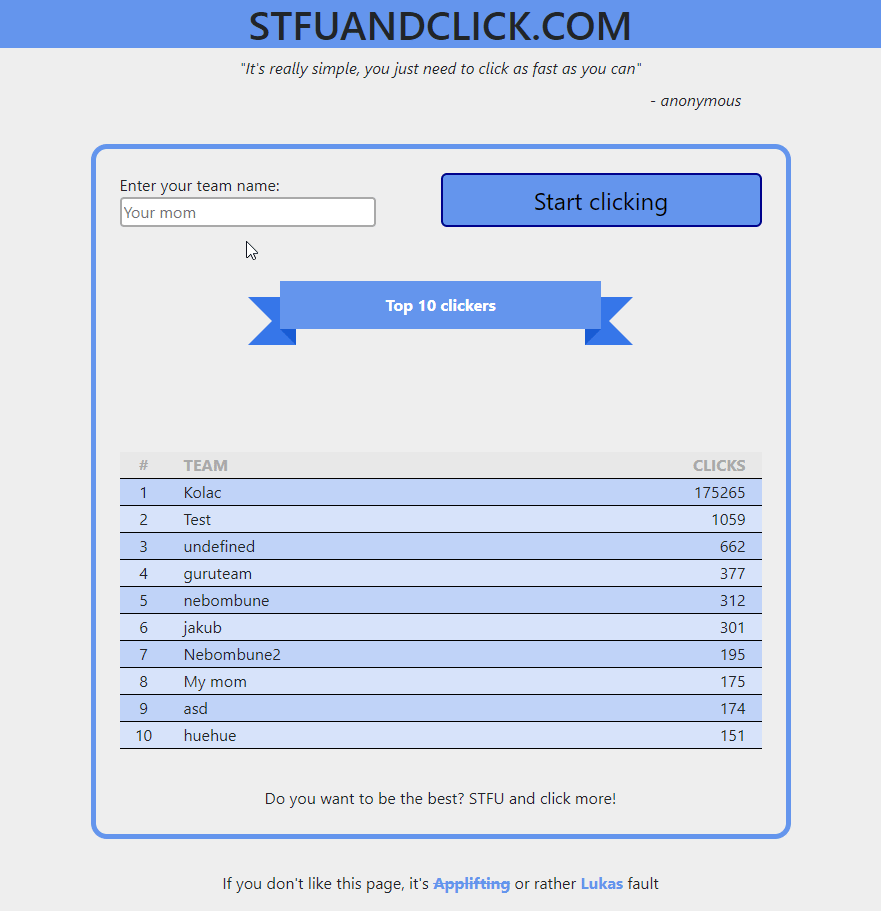 STFUANDCLICK.COM
"It's really simple, you just need to click as fast as you can"
- anonymous
Enter your team name:
Your mom
Start clicking
Top 10 clickers
# TEAM CLICKS
1 Kolac 175265
2 Test 1059
3 undefined 662
4 guruteam 377
5 nebombune 312
6 jakub 301
7 Nebombune2 195
8 My mom 175
9 asd 174
10 huehue 151
Do you want to be the best? STFU and click more!
If you don't like this page, it's Applifting or rather Lukas fault